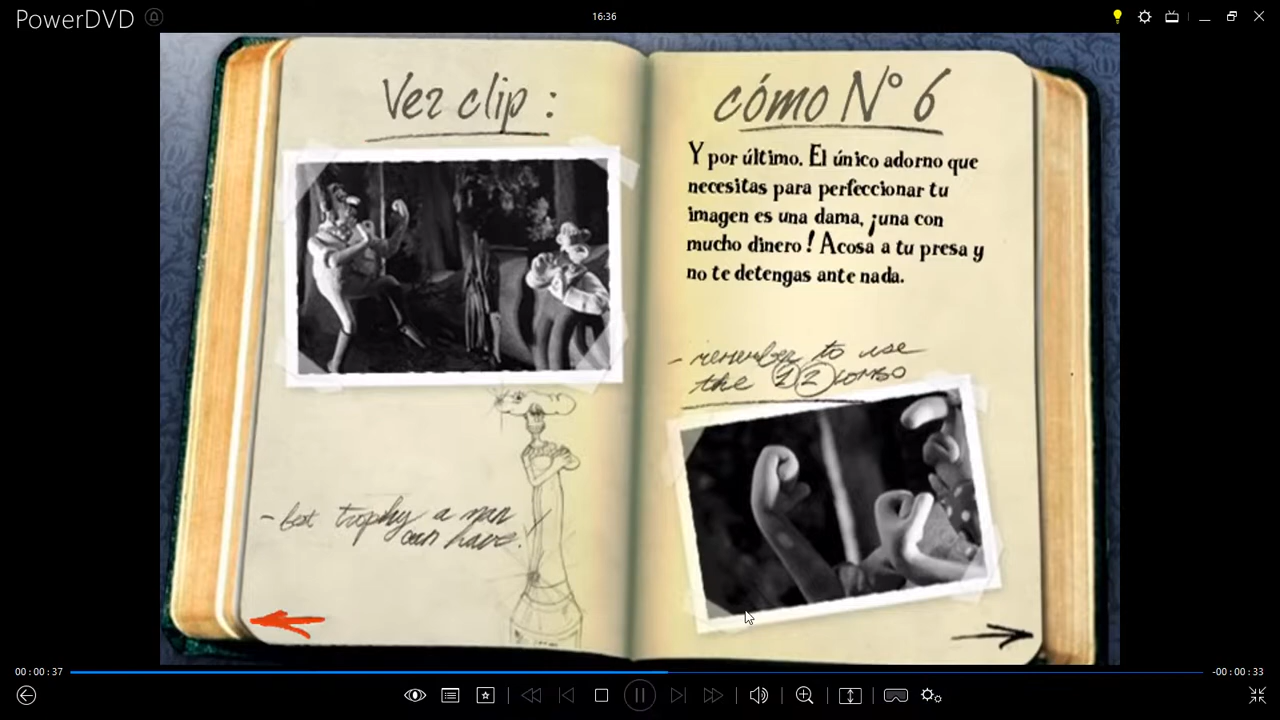 PowerDVD
16:36
Ver clip :
cómo N° 6
Y por último. El único adorno que
necesitas para perfeccionar tu
imagen es una dama, ¡una con
mucho dinero! Acosa a tu presa y
no te detengas ante nada.
- remember to use
the 1 2 combo
- best trophy a man
can have.
00:00:37
-00:00:33